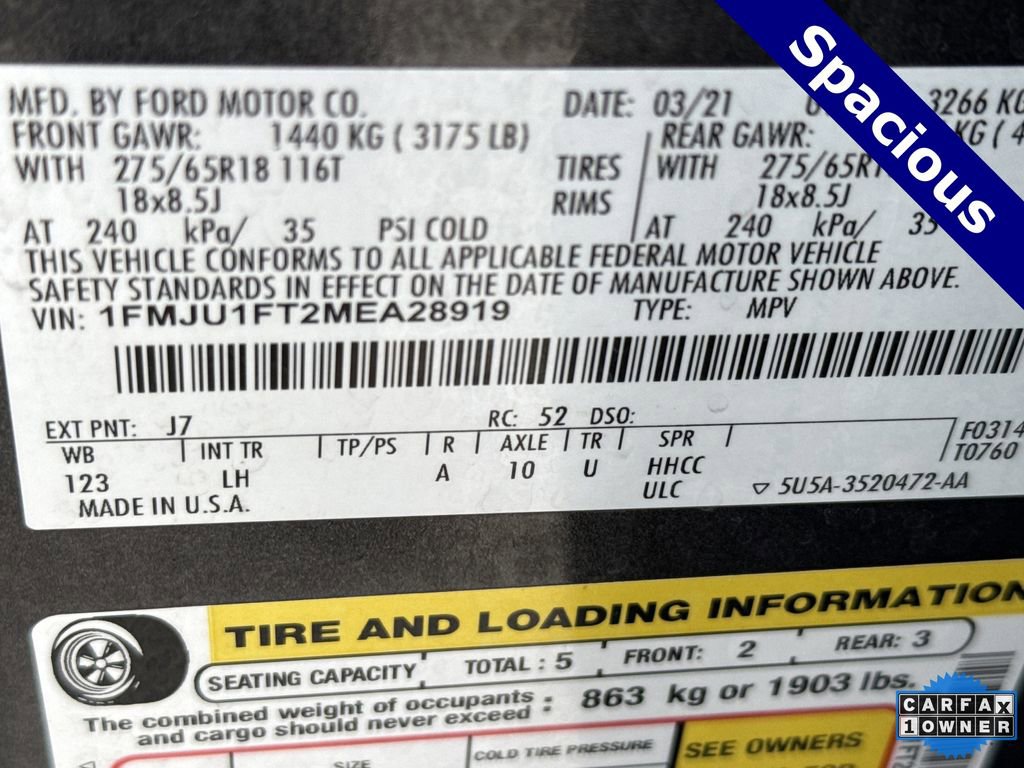 Spacious
MFD. BY FORD MOTOR CO. DATE: 03/21 3266 KG
FRONT GAWR: 1440 KG ( 3175 LB) REAR GAWR: KG ( 4
WITH 275/65R18 116T TIRES WITH 275/65R1
18x8.5J RIMS 18x8.5J
AT 240 kPa/ 35 PSI COLD AT 240 kPa/ 35
THIS VEHICLE CONFORMS TO ALL APPLICABLE FEDERAL MOTOR VEHICLE
SAFETY STANDARDS IN EFFECT ON THE DATE OF MANUFACTURE SHOWN ABOVE.
VIN: 1FMJU1FT2MEA28919 TYPE: MPV
EXT PNT: J7 RC: 52 DSO: F0314
WB INT TR TP/PS R AXLE TR SPR T0760
123 LH A 10 U HHCC
MADE IN U.S.A. ULC ▽ 5U5A-3520472-AA
TIRE AND LOADING INFORMATION
SEATING CAPACITY TOTAL : 5 FRONT: 2 REAR: 3
The combined weight of occupants : 863 kg or 1903 lbs.
and cargo should never exceed :
SIZE COLD TIRE PRESSURE SEE OWNERS
CARFAX
1 OWNER